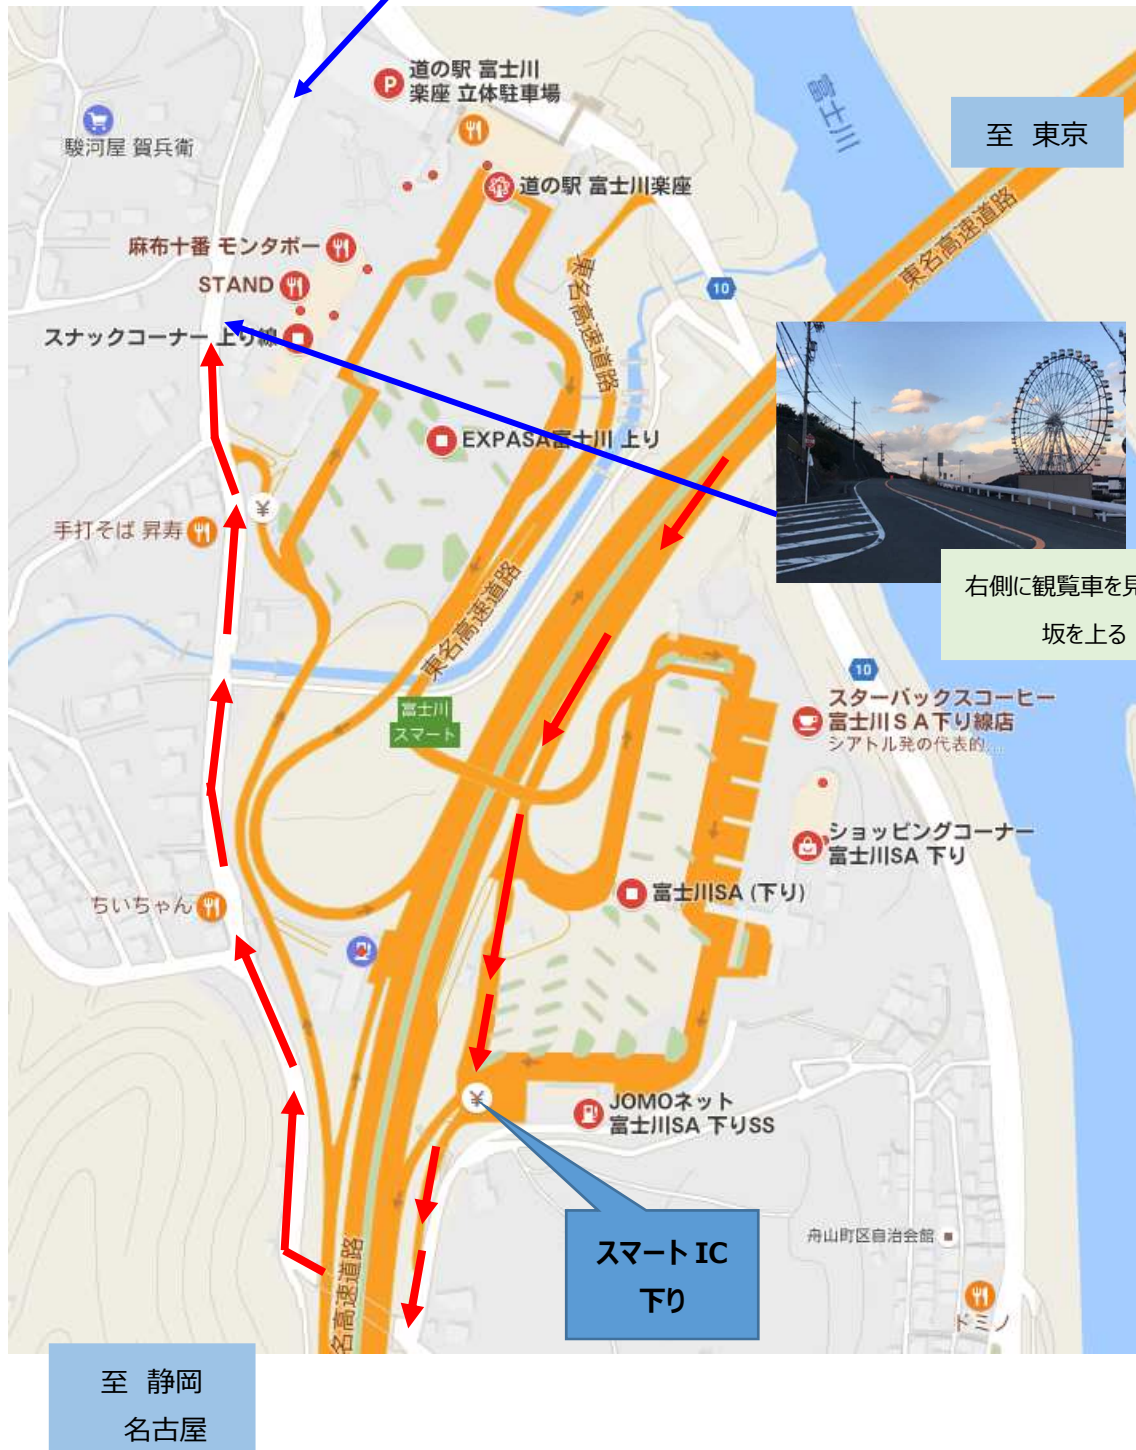 道の駅 富士川
楽座 立体駐車場
富士川
至 東京
駿河屋 賀兵衛
道の駅 富士川楽座
東名高速道路
麻布十番 モンタボー
STAND
東名高速道路
10
スナックコーナー 上り線
EXPASA富士川 上り
¥
手打そば 昇寿
東名高速道路
右側に観覧車を見
坂を上る
10
富士川
スマート
スターバックスコーヒー
富士川ＳＡ下り線店
シアトル発の代表的...
ショッピングコーナー
富士川SA 下り
ちいちゃん
富士川SA (下り)
¥
JOMOネット
富士川SA 下りSS
スマート IC
下り
舟山町区自治会館
名高速道路
ドミノ
至 静岡
名古屋